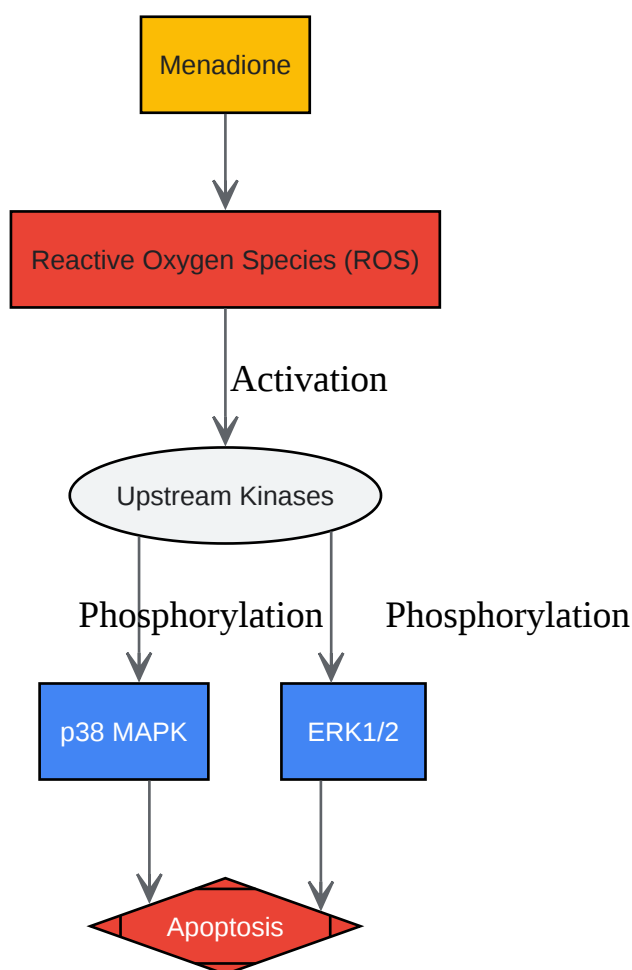 Menadione
Reactive Oxygen Species (ROS)
Activation
Upstream Kinases
Phosphorylation
Phosphorylation
p38 MAPK
ERK1/2
Apoptosis